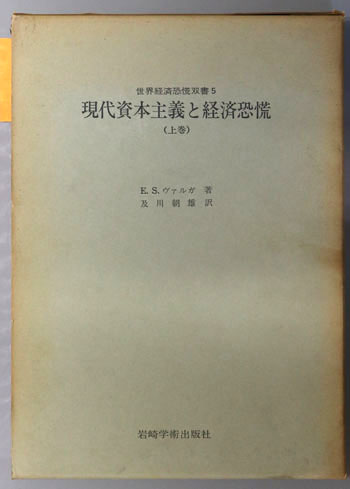 世界経済恐慌双書5
現代資本主義と経済恐慌
(上巻)
E. S. ヴァルガ 著
及川朝雄訳
岩崎学術出版社